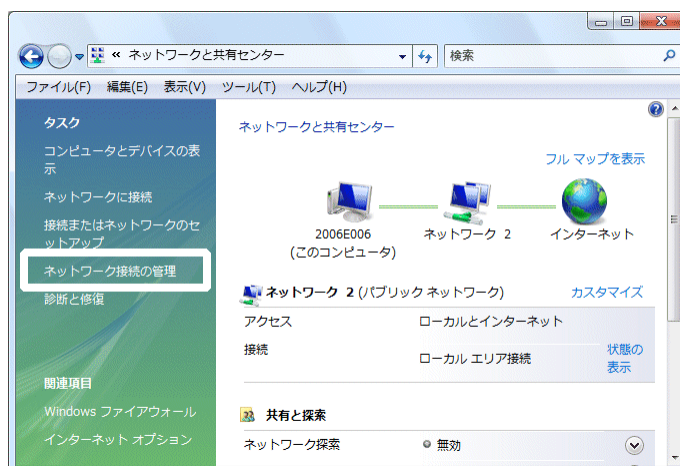 « ネットワークと共有センター
検索
ファイル(F) 編集(E) 表示(V) ツール(T) ヘルプ(H)
タスク
コンピュータとデバイスの表
示
ネットワークに接続
接続またはネットワークのセ
ットアップ
ネットワーク接続の管理
診断と修復
関連項目
Windows ファイアウォール
インターネット オプション
ネットワークと共有センター
フル マップを表示
2006E006
(このコンピュータ)
ネットワーク 2
インターネット
ネットワーク 2 (パブリック ネットワーク)
カスタマイズ
アクセス
ローカルとインターネット
接続
ローカル エリア接続
状態の
表示
共有と探索
ネットワーク探索
無効